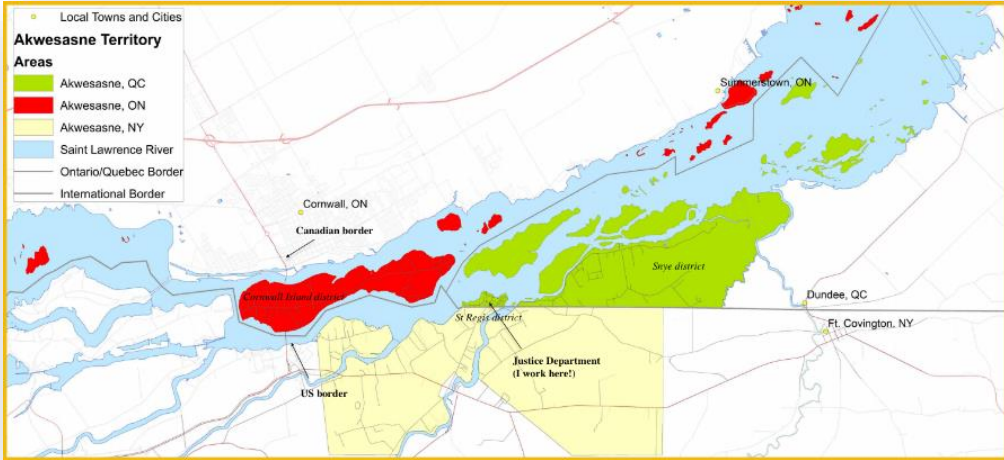 Local Towns and Cities
Akwesasne Territory
Areas
Akwesasne, QC
Akwesasne, ON
Akwesasne, NY
Saint Lawrence River
Ontario/Quebec Border
International Border
Summerstown, ON
Cornwall, ON
Canadian border
Snye district
Cornwall Island district
Dundee, QC
St Regis district
Ft. Covington, NY
Justice Department
(I work here!)
US border